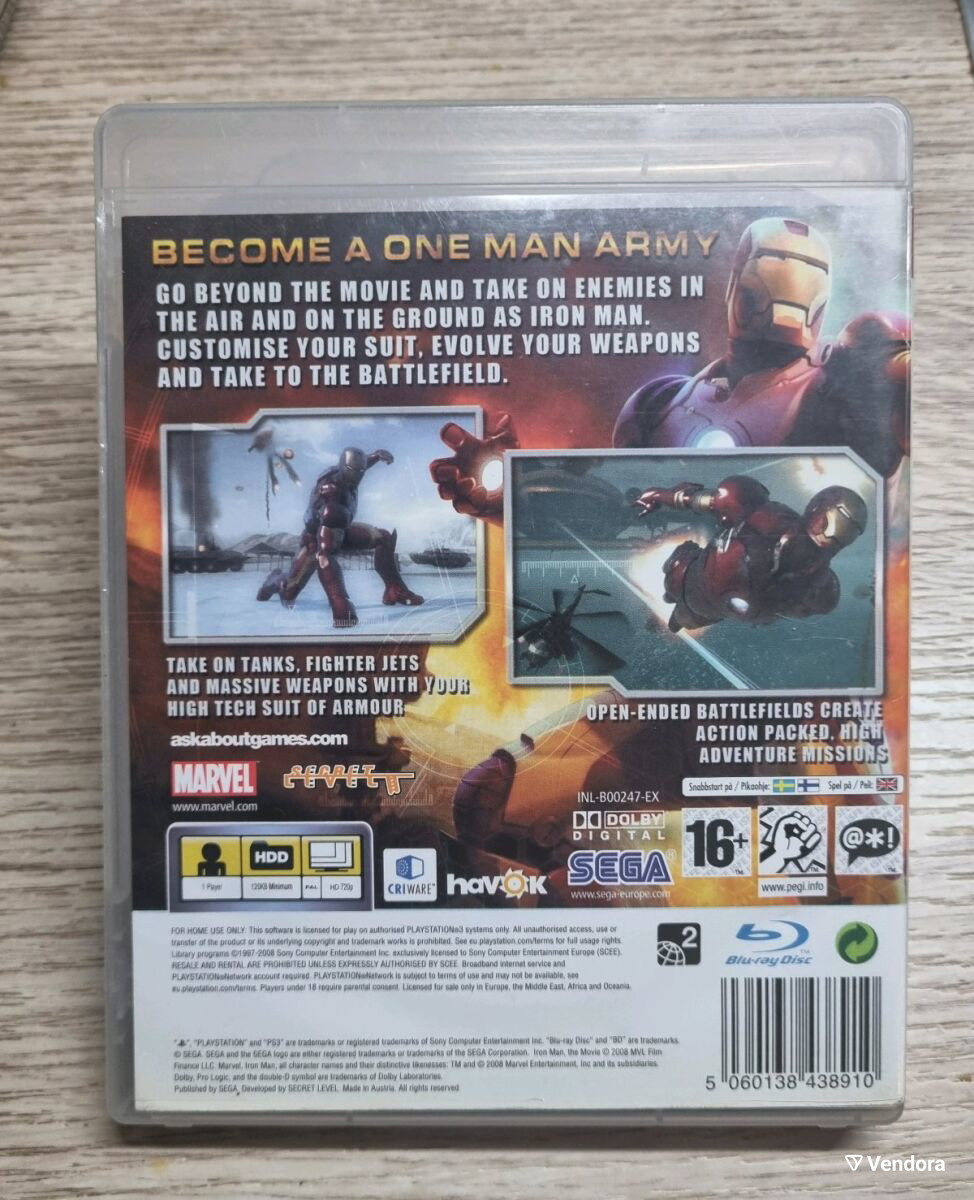 BECOME A ONE MAN ARMY
GO BEYOND THE MOVIE AND TAKE ON ENEMIES IN
THE AIR AND ON THE GROUND AS IRON MAN.
CUSTOMISE YOUR SUIT, EVOLVE YOUR WEAPONS
AND TAKE TO THE BATTLEFIELD.
TAKE ON TANKS, FIGHTER JETS
AND MASSIVE WEAPONS WITH YOUR
HIGH TECH SUIT OF ARMOUR
OPEN-ENDED BATTLEFIELDS CREATE
ACTION PACKED, HIGH
ADVENTURE MISSIONS
askaboutgames.com
MARVEL
www.marvel.com
SECRET
Snabbstart på / Pikaohje: Spel på / Peli:
INL-B00247-EX
DOLBY
DIGITAL
SEGA®
www.sega-europe.com
16+
www.pegi.info
@*!
HDD
1 Player
120KB Minimum
PAL
HD 720p
CRIWARE™
havok
FOR HOME USE ONLY: This software is licensed for play on authorised PLAYSTATION®3 systems only. All unauthorised access, use or
transfer of the product or its underlying copyright and trademark works is prohibited. See eu.playstation.com/terms for full usage rights.
Library programs ©1997-2008 Sony Computer Entertainment Inc. exclusively licensed to Sony Computer Entertainment Europe (SCEE).
RESALE AND RENTAL ARE PROHIBITED UNLESS EXPRESSLY AUTHORISED BY SCEE. Broadband internet service and
PLAYSTATION®Network account required. PLAYSTATION®Network is subject to terms of use and may not be available, see
eu.playstation.com/terms. Players under 18 require parental consent. Licensed for sale only in Europe, the Middle East, Africa and Oceania.
2
Blu-ray Disc
"PLAYSTATION" and "PS3" are trademarks or registered trademarks of Sony Computer Entertainment Inc. "Blu-ray Disc" and "BD" are trademarks.
© SEGA. SEGA and the SEGA logo are either registered trademarks or trademarks of the SEGA Corporation. Iron Man, the Movie © 2008 MVL Film
Finance LLC. Marvel, Iron Man, all character names and their distinctive likenesses: TM and © 2008 Marvel Entertainment, Inc and its subsidiaries.
Dolby, Pro Logic, and the double-D symbol are trademarks of Dolby Laboratories.
Published by SEGA. Developed by SECRET LEVEL. Made in Austria. All rights reserved.
5 060138 438910
Vendora